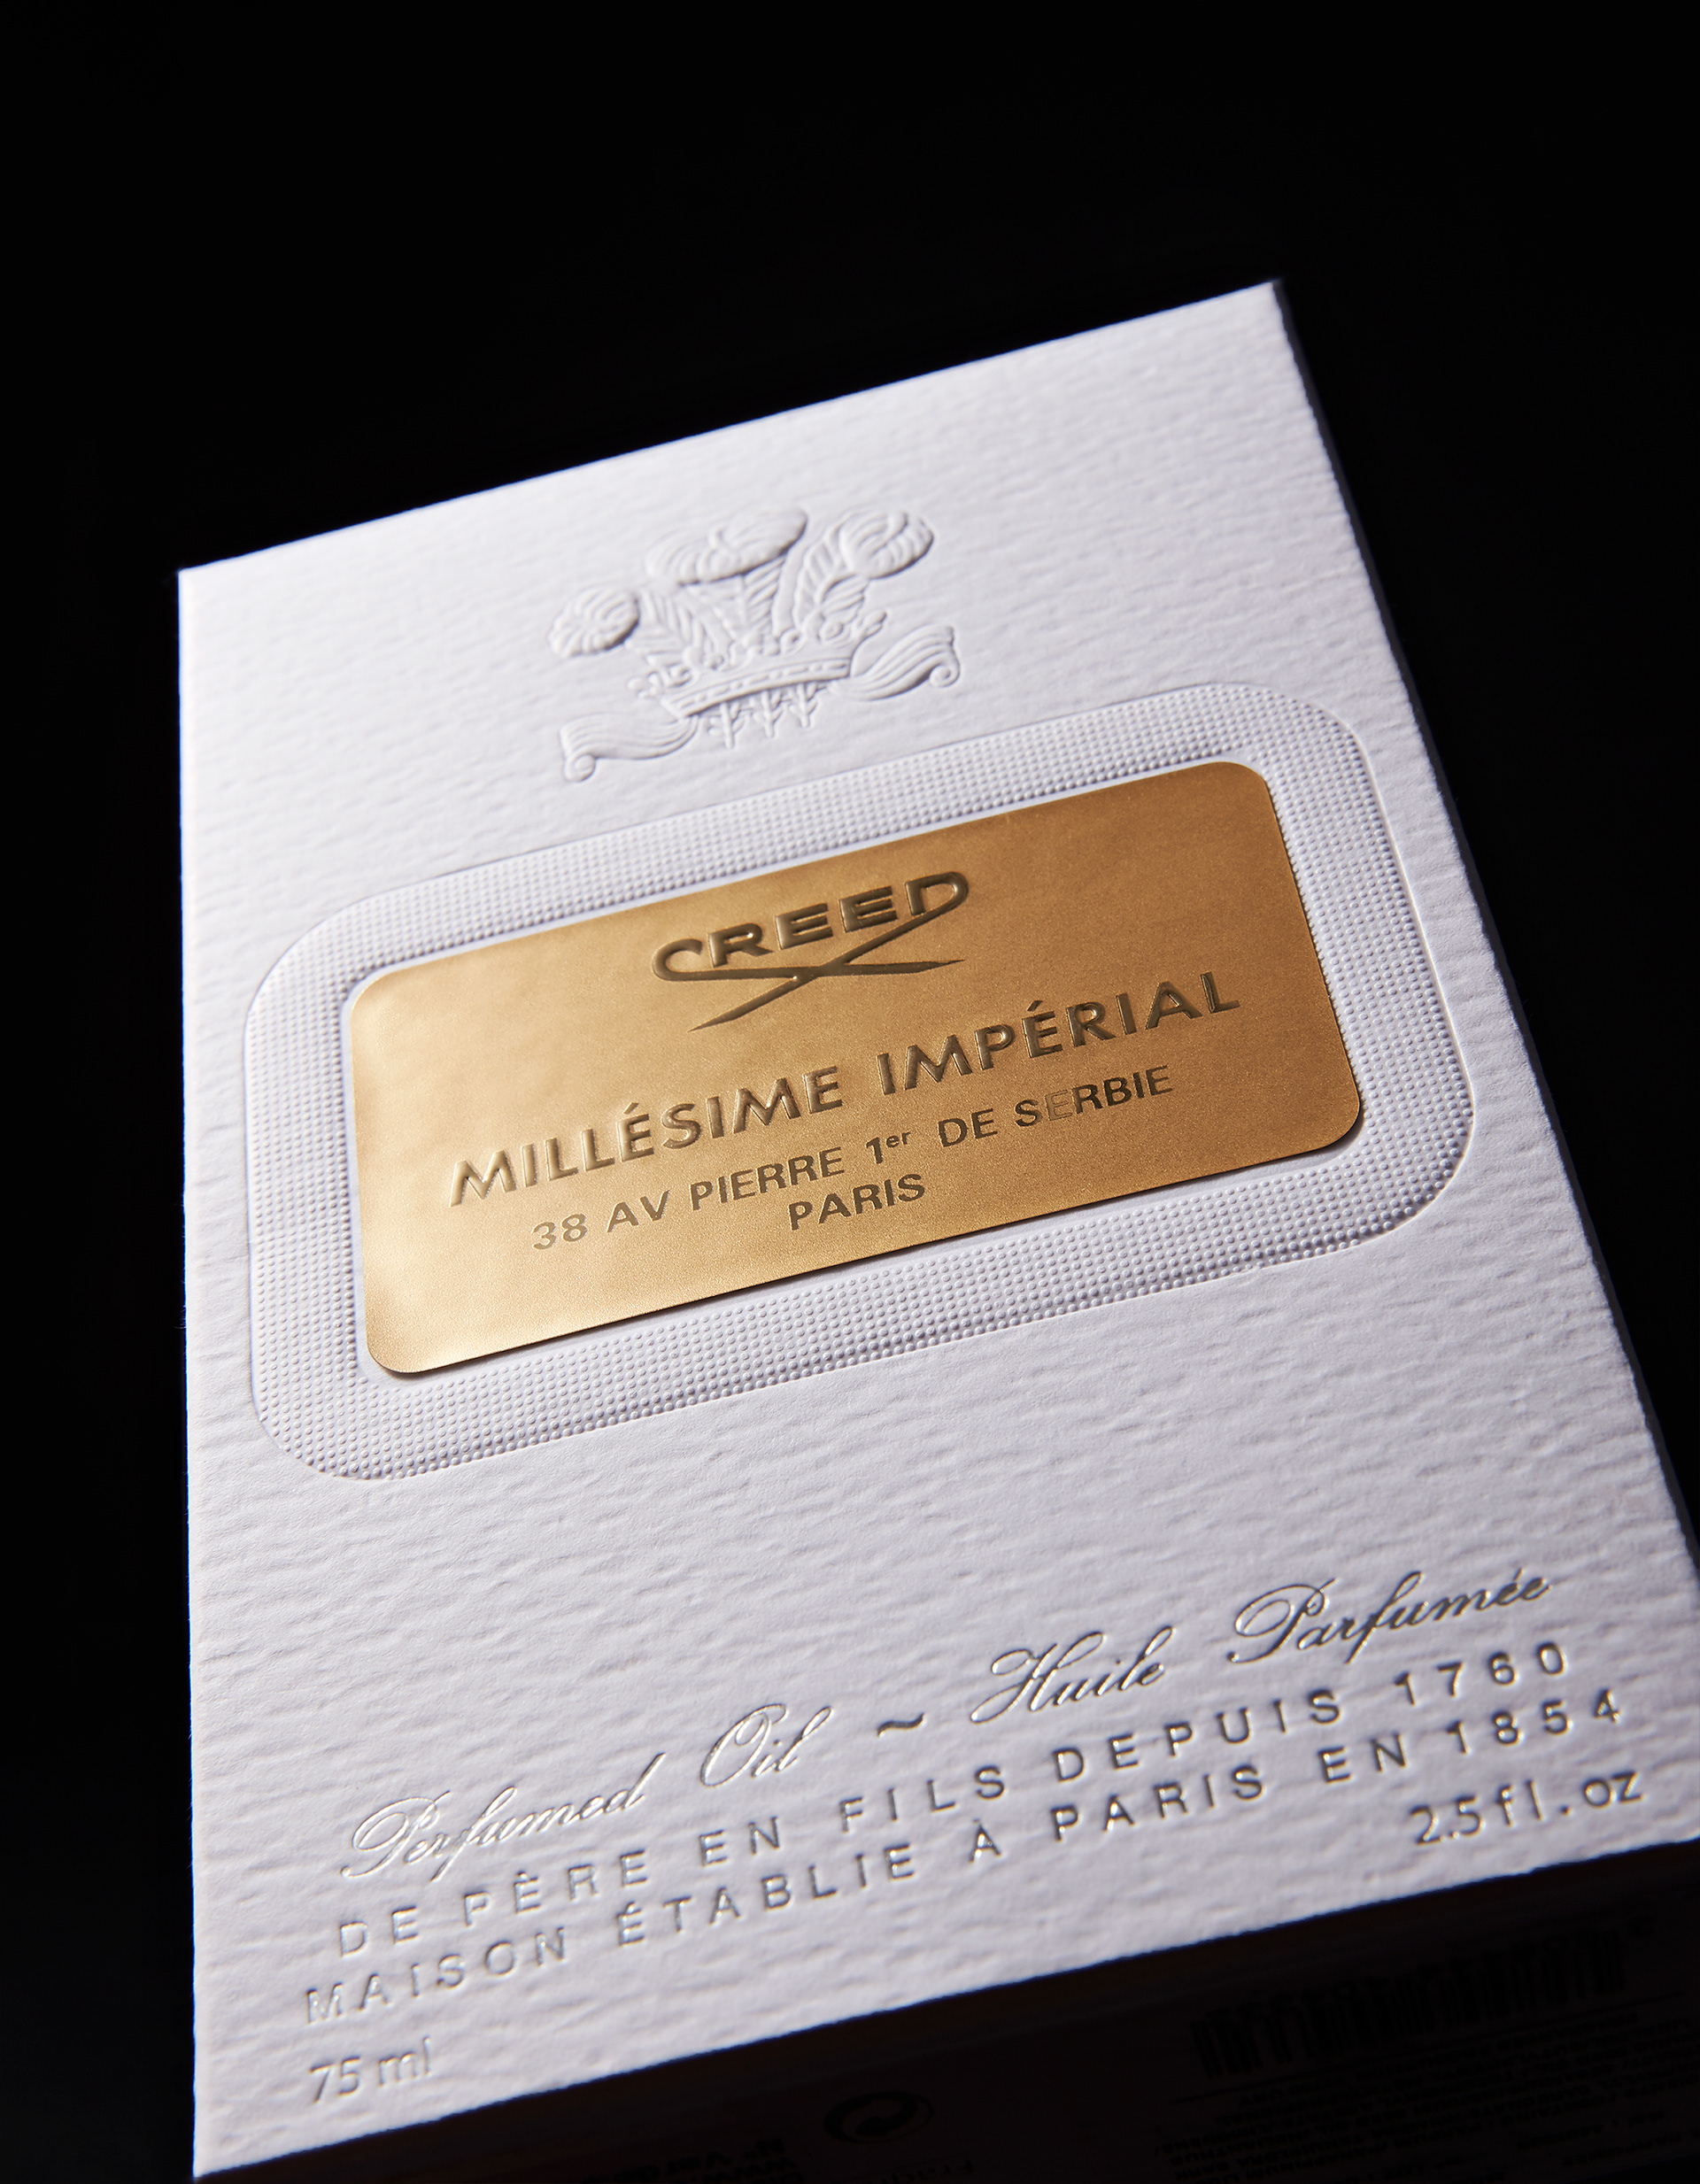 CREED
MILLÉSIME IMPÉRIAL
38 AV PIERRE 1er DE SERBIE
PARIS
Perfumed Oil ~ Huile Parfumée
DE PÈRE EN FILS DEPUIS 1760
MAISON ÉTABLIE À PARIS EN 1854
75 ml 2.5 fl. oz